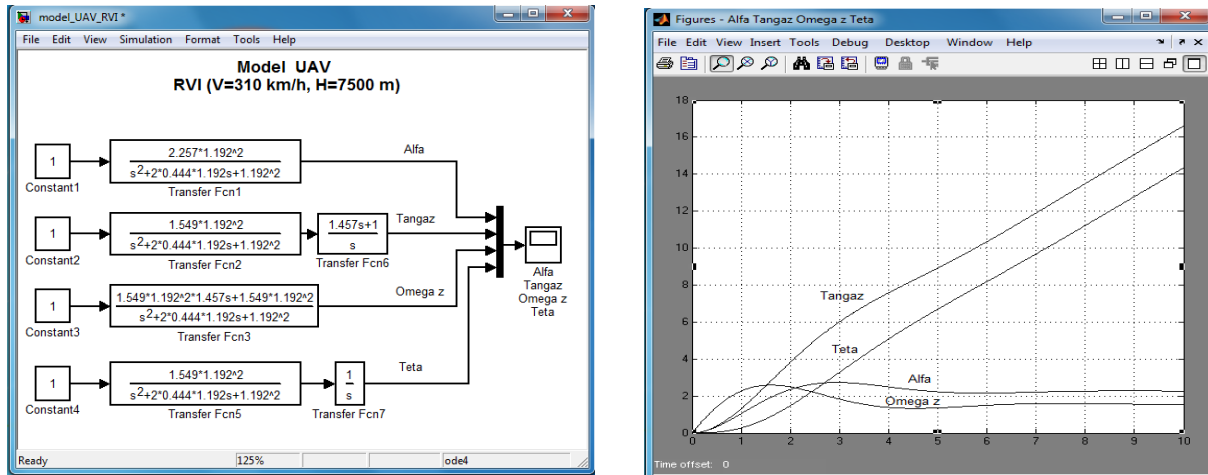 model_UAV_RVI *
File Edit View Simulation Format Tools Help
Model UAV
RVI (V=310 km/h, H=7500 m)
1
Constant1
2.257*1.192^2
s²+2*0.444*1.192s+1.192^2
Transfer Fcn1
Alfa
1
Constant2
1.549*1.192^2
s²+2*0.444*1.192s+1.192^2
Transfer Fcn2
1.457s+1
s
Transfer Fcn6
Tangaz
1
Constant3
1.549*1.192^2*1.457s+1.549*1.192^2
s²+2*0.444*1.192s+1.192^2
Transfer Fcn3
Omega z
1
Constant4
1.549*1.192^2
s²+2*0.444*1.192s+1.192^2
Transfer Fcn5
1
s
Transfer Fcn7
Teta
Alfa
Tangaz
Omega z
Teta
Ready 125% ode4
Figures - Alfa Tangaz Omega z Teta
File Edit View Insert Tools Debug Desktop Window Help
18
16
14
12
10
8
6
4
2
0
Tangaz
Teta
Alfa
Omega z
0 1 2 3 4 5 6 7 8 9 10
Time offset: 0